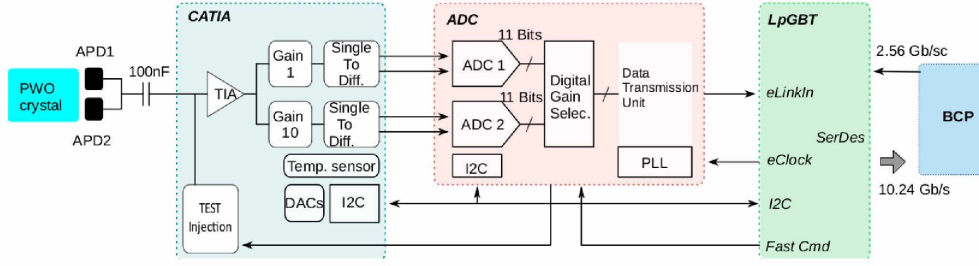 CATIA
ADC
LpGBT
APD1
100nF
PWO
crystal
APD2
TIA
Gain
1
Single
To
Diff.
Gain
10
Single
To
Diff.
Temp. sensor
DACs
I2C
TEST
Injection
11 Bits
ADC 1
11 Bits
ADC 2
I2C
Digital
Gain
Selec.
Data
Transmission
Unit
PLL
eLinkIn
SerDes
eClock
I2C
Fast Cmd
2.56 Gb/sc
BCP
10.24 Gb/s